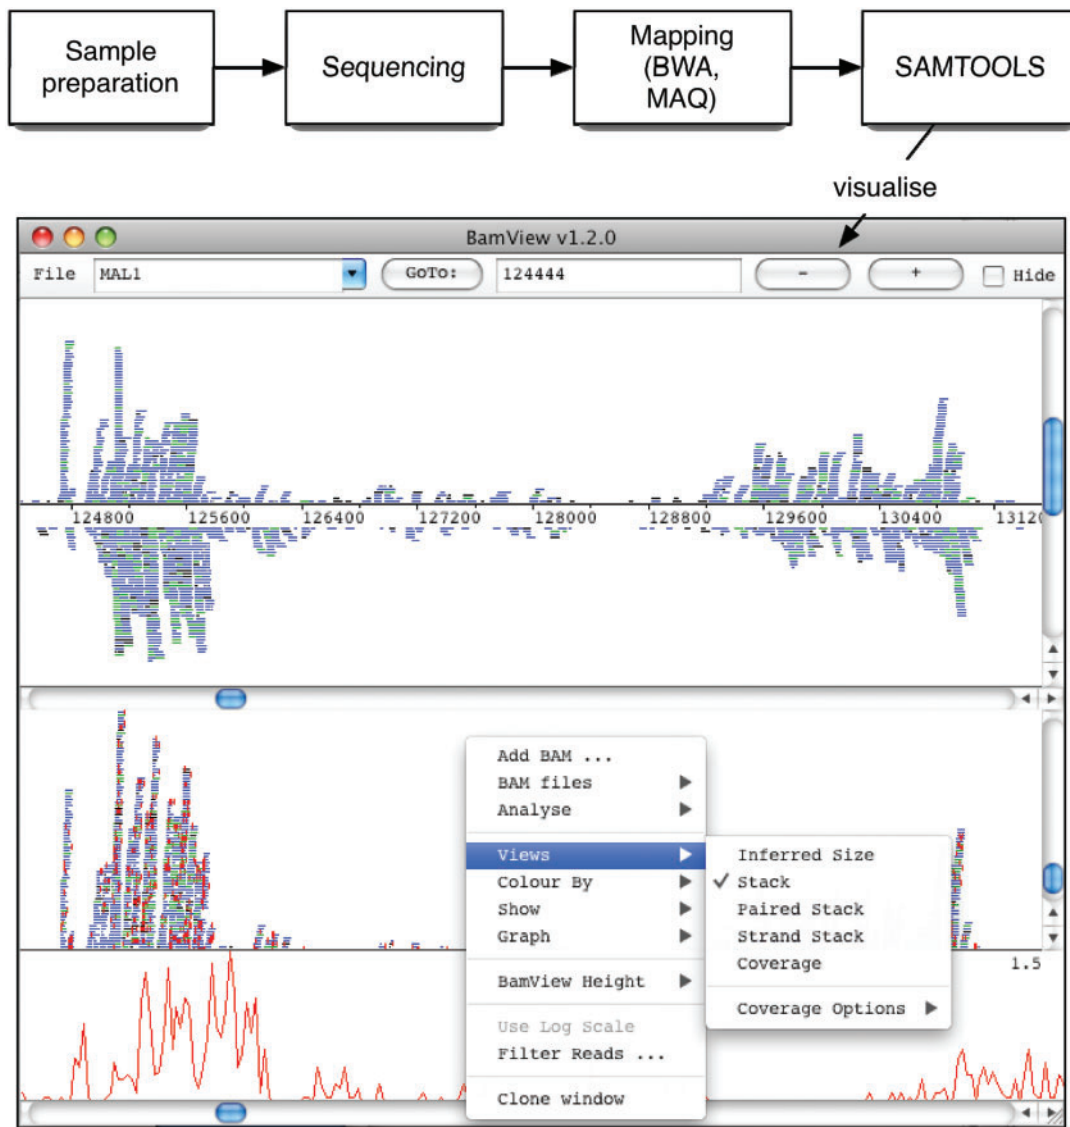 Sample
preparation
Sequencing
Mapping
(BWA,
MAQ)
SAMTOOLS
visualise
BamView v1.2.0
File MAL1 GoTo: 124444 - + Hide
124800 125600 126400 127200 128000 128800 129600 130400 13120
Add BAM ...
BAM files
Analyse
Views
Colour By
Show
Graph
BamView Height
Use Log Scale
Filter Reads ...
Clone window
Inferred Size
Stack
Paired Stack
Strand Stack
Coverage
Coverage Options
1.5